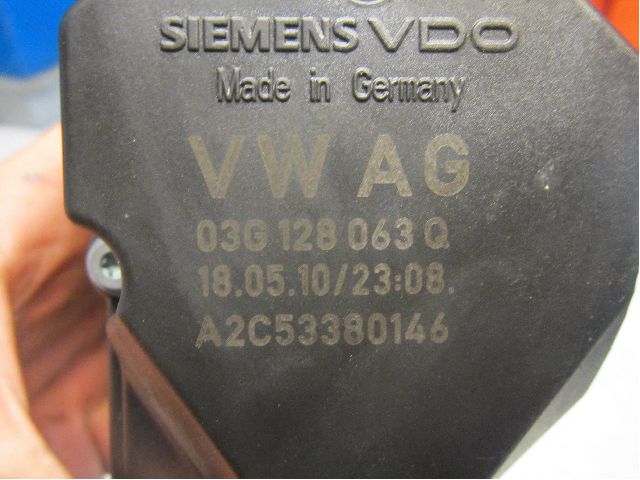 SIEMENS VDO
Made in Germany
VW AG
03G 128 063 Q
18.05.10/23:08.
A2C53380146